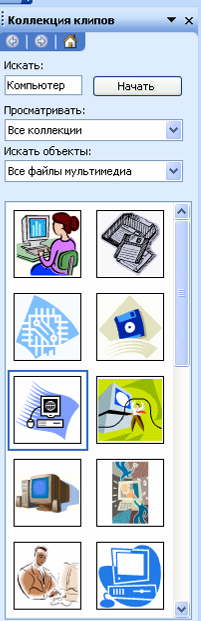 Коллекция клипов
Искать:
Компьютер
Начать
Просматривать:
Все коллекции
Искать объекты:
Все файлы мультимедиа